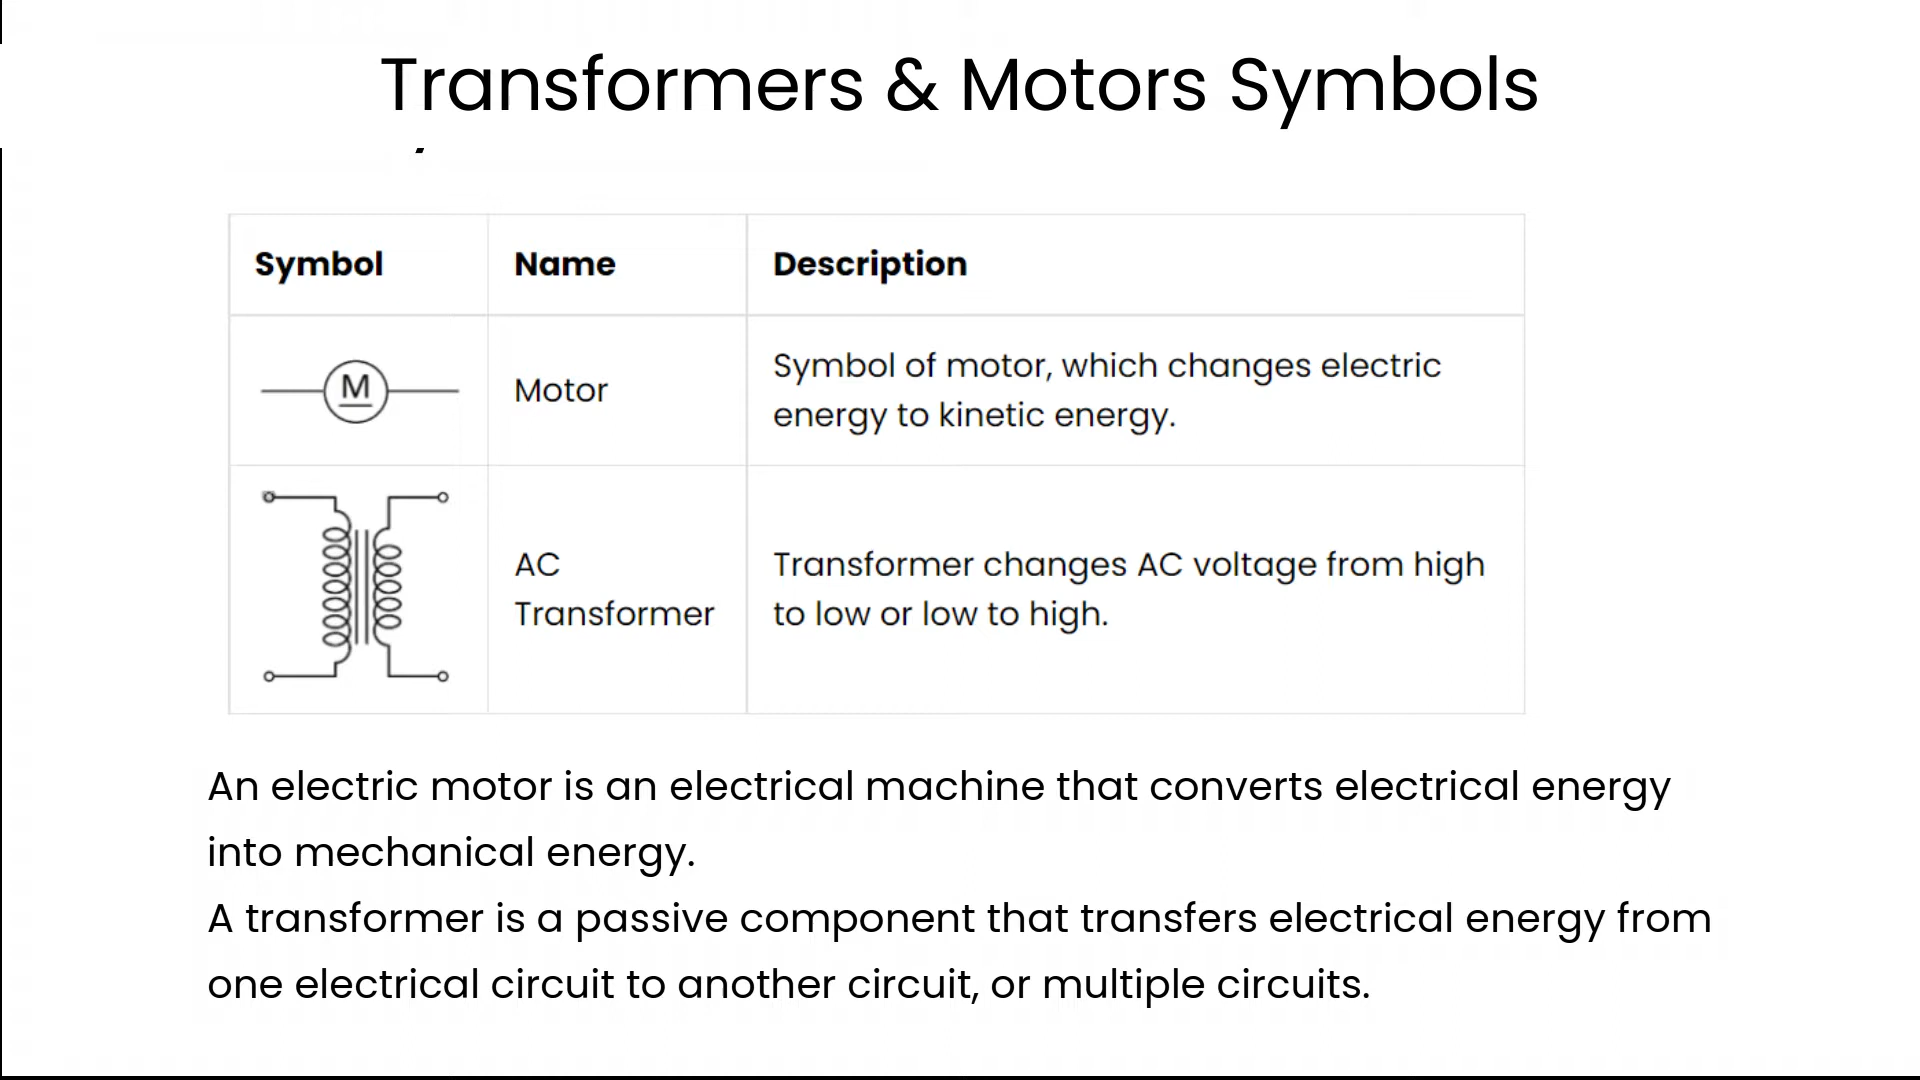 Transformers & Motors Symbols
Symbol Name Description
M Motor Symbol of motor, which changes electric
energy to kinetic energy.
AC Transformer changes AC voltage from high
Transformer to low or low to high.
An electric motor is an electrical machine that converts electrical energy
into mechanical energy.
A transformer is a passive component that transfers electrical energy from
one electrical circuit to another circuit, or multiple circuits.